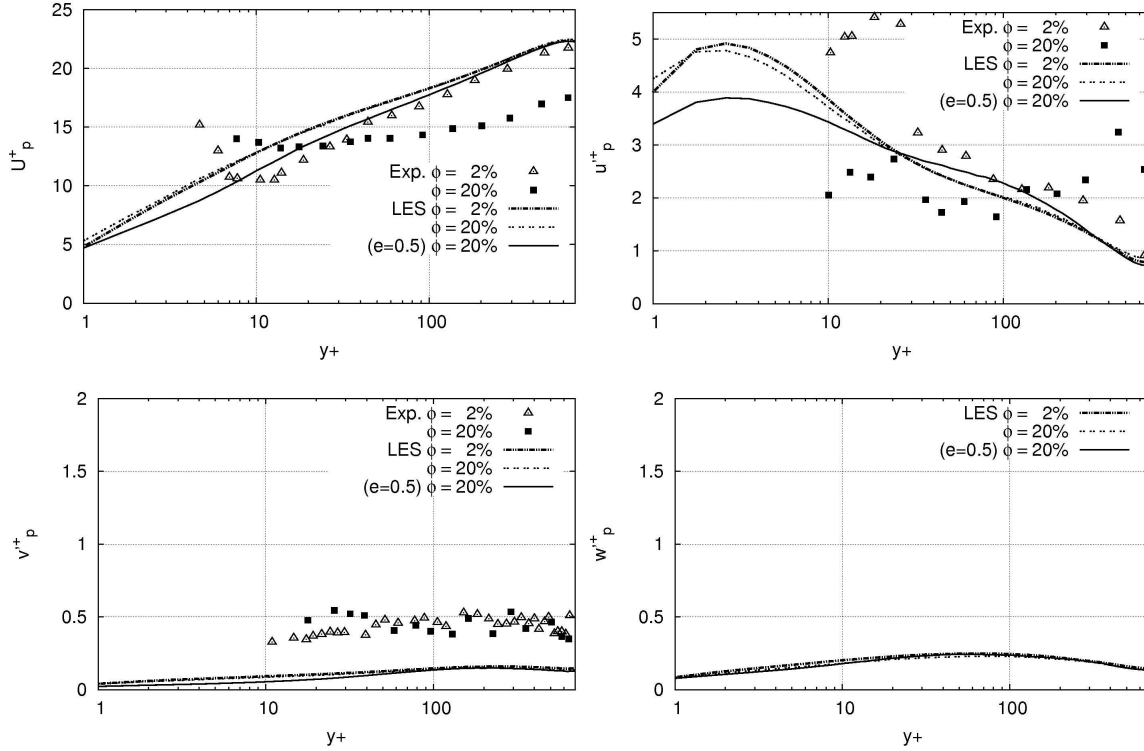 25
20
15
10
5
0
U+p
Exp. ϕ = 2%
ϕ = 20%
LES ϕ = 2%
ϕ = 20%
(e=0.5) ϕ = 20%
1 10 100
y+
5
4
3
2
1
0
u'+p
Exp. ϕ = 2%
ϕ = 20%
LES ϕ = 2%
ϕ = 20%
(e=0.5) ϕ = 20%
1 10 100
y+
2
1.5
1
0.5
0
v'+p
Exp. ϕ = 2%
ϕ = 20%
LES ϕ = 2%
ϕ = 20%
(e=0.5) ϕ = 20%
1 10 100
y+
2
1.5
1
0.5
0
w'+p
LES ϕ = 2%
ϕ = 20%
(e=0.5) ϕ = 20%
1 10 100
y+